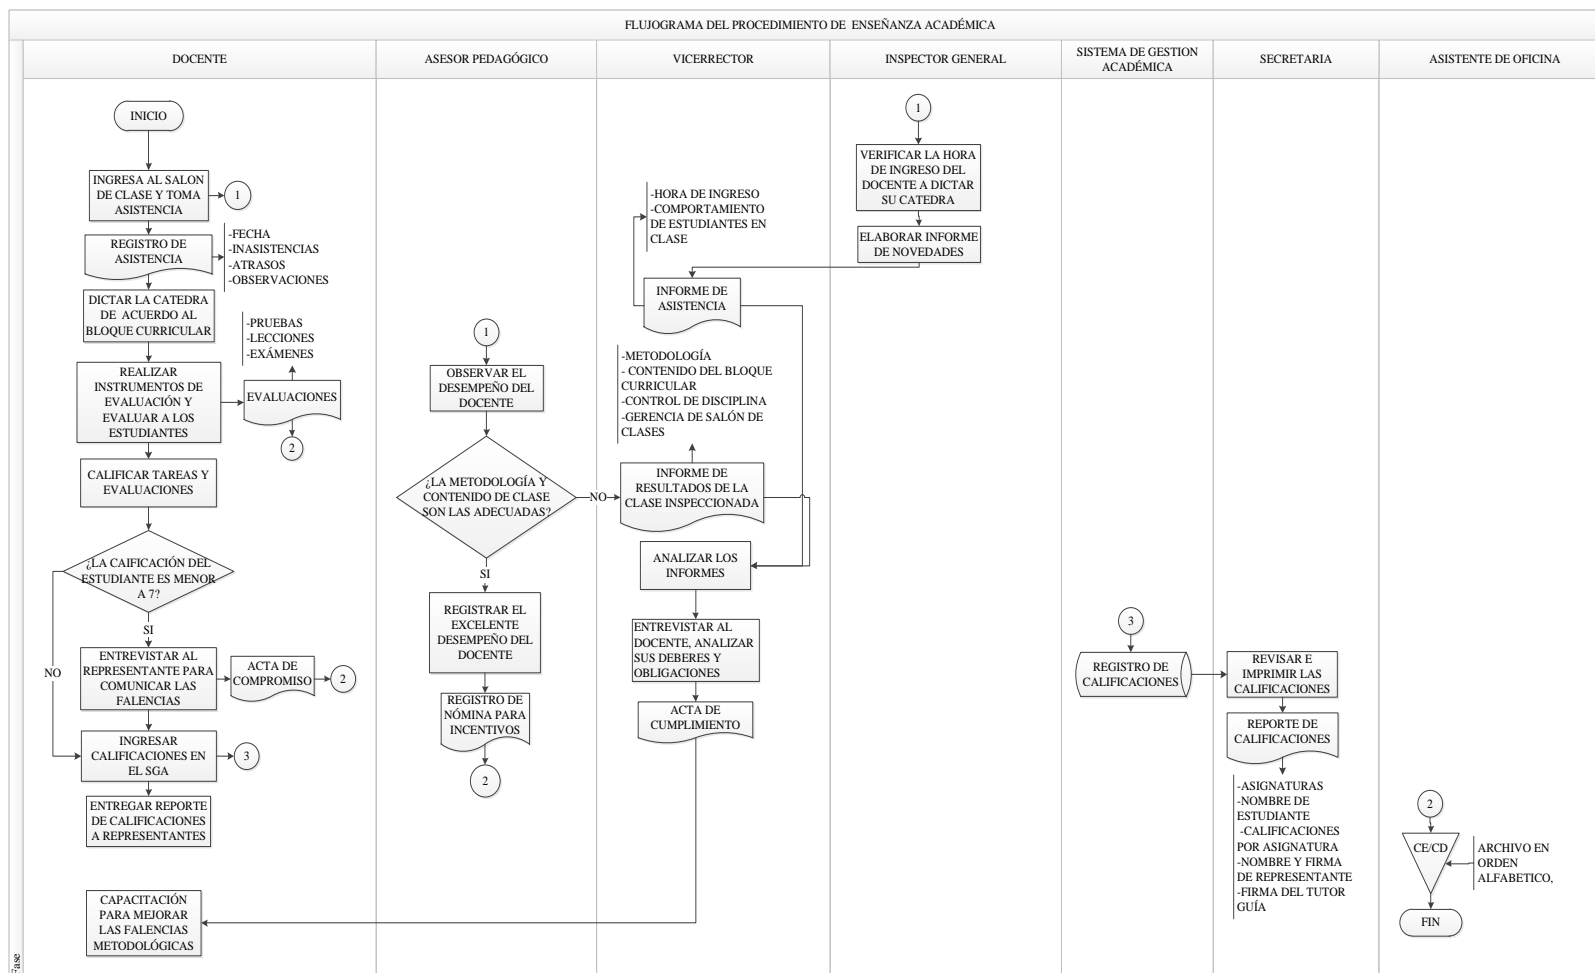 FLUJOGRAMA DEL PROCEDIMIENTO DE ENSEÑANZA ACADÉMICA
DOCENTE
ASESOR PEDAGÓGICO
VICERRECTOR
INSPECTOR GENERAL
SISTEMA DE GESTION
ACADÉMICA
SECRETARIA
ASISTENTE DE OFICINA
INICIO
INGRESA AL SALON
DE CLASE Y TOMA
ASISTENCIA
1
REGISTRO DE
ASISTENCIA
-FECHA
-INASISTENCIAS
-ATRASOS
-OBSERVACIONES
DICTAR LA CATEDRA
DE ACUERDO AL
BLOQUE CURRICULAR
-PRUEBAS
-LECCIONES
-EXÁMENES
REALIZAR
INSTRUMENTOS DE
EVALUACIÓN Y
EVALUAR A LOS
ESTUDIANTES
EVALUACIONES
2
CALIFICAR TAREAS Y
EVALUACIONES
¿LA CAIFICACIÓN DEL
ESTUDIANTE ES MENOR
A 7?
SI
NO
ENTREVISTAR AL
REPRESENTANTE PARA
COMUNICAR LAS
FALENCIAS
ACTA DE
COMPROMISO
2
INGRESAR
CALIFICACIONES EN
EL SGA
3
ENTREGAR REPORTE
DE CALIFICACIONES
A REPRESENTANTES
CAPACITACIÓN
PARA MEJORAR
LAS FALENCIAS
METODOLÓGICAS
Fase
1
OBSERVAR EL
DESEMPEÑO DEL
DOCENTE
¿LA METODOLOGÍA Y
CONTENIDO DE CLASE
SON LAS ADECUADAS?
NO
SI
REGISTRAR EL
EXCELENTE
DESEMPEÑO DEL
DOCENTE
REGISTRO DE
NÓMINA PARA
INCENTIVOS
2
-HORA DE INGRESO
-COMPORTAMIENTO
DE ESTUDIANTES EN
CLASE
INFORME DE
ASISTENCIA
-METODOLOGÍA
- CONTENIDO DEL BLOQUE
CURRICULAR
-CONTROL DE DISCIPLINA
-GERENCIA DE SALÓN DE
CLASES
INFORME DE
RESULTADOS DE LA
CLASE INSPECCIONADA
ANALIZAR LOS
INFORMES
ENTREVISTAR AL
DOCENTE, ANALIZAR
SUS DEBERES Y
OBLIGACIONES
ACTA DE
CUMPLIMIENTO
1
VERIFICAR LA HORA
DE INGRESO DEL
DOCENTE A DICTAR
SU CATEDRA
ELABORAR INFORME
DE NOVEDADES
3
REGISTRO DE
CALIFICACIONES
REVISAR E
IMPRIMIR LAS
CALIFICACIONES
REPORTE DE
CALIFICACIONES
-ASIGNATURAS
-NOMBRE DE
ESTUDIANTE
-CALIFICACIONES
POR ASIGNATURA
-NOMBRE Y FIRMA
DE REPRESENTANTE
-FIRMA DEL TUTOR
GUÍA
2
CE/CD
ARCHIVO EN
ORDEN
ALFABETICO,
FIN